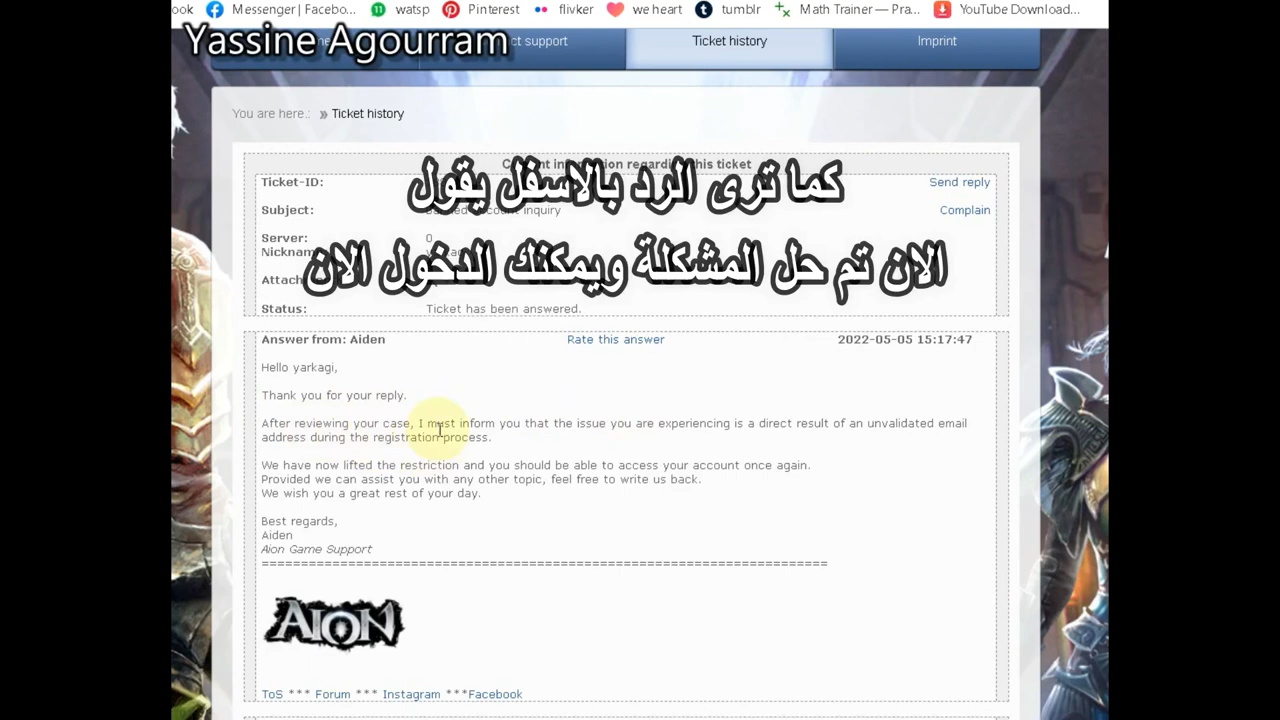 ook Messenger | Facebo... watsp Pinterest flivker we heart tumblr Math Trainer — Pra... YouTube Download...
Yassine Agourram
support Ticket history Imprint
You are here.: » Ticket history
this ticket
كما ترى الرد بالاسفل يقول
Ticket-ID: Send reply
Subject: inquiry Complain
Server: 0
الان تم حل المشكلة ويمكنك الدخول الان
Status: Ticket has been answered.
Answer from: Aiden Rate this answer 2022-05-05 15:17:47
Hello yarkagi,
Thank you for your reply.
After reviewing your case, I must inform you that the issue you are experiencing is a direct result of an unvalidated email
address during the registration process.
We have now lifted the restriction and you should be able to access your account once again.
Provided we can assist you with any other topic, feel free to write us back.
We wish you a great rest of your day.
Best regards,
Aiden
Aion Game Support
========================================================================
AION
ToS *** Forum *** Instagram ***Facebook